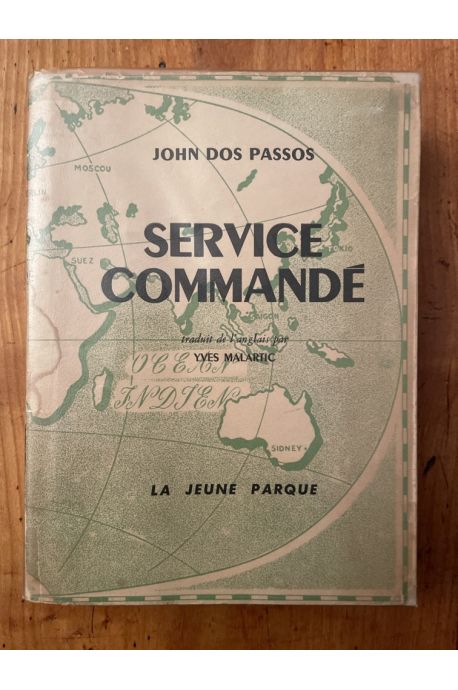 JOHN DOS PASSOS
MOSCOU
SERVICE
SUEZ
COMMANDÉ
traduit de l'anglais par
YVES MALARTIC
OCEAN
INDIEN
SIDNEY
LA JEUNE PARQUE